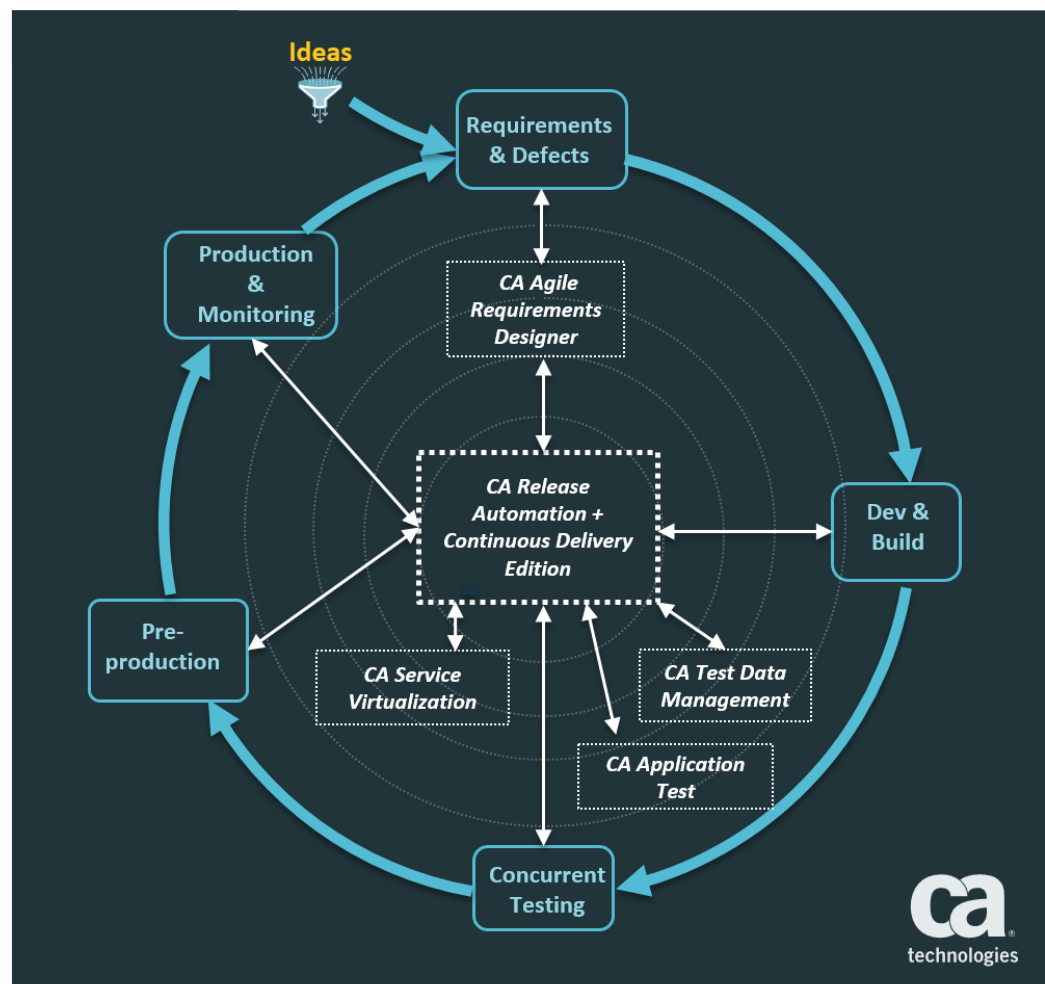 Ideas
Requirements
& Defects
Production
&
Monitoring
CA Agile
Requirements
Designer
CA Release
Automation +
Continuous Delivery
Edition
Dev &
Build
Pre-
production
CA Service
Virtualization
CA Test Data
Management
CA Application
Test
Concurrent
Testing
ca
technologies